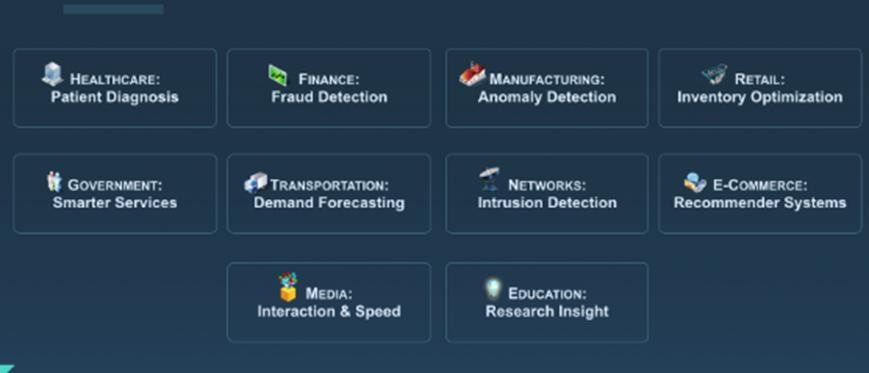 Healthcare:
Patient Diagnosis
Finance:
Fraud Detection
Manufacturing:
Anomaly Detection
Retail:
Inventory Optimization
Government:
Smarter Services
Transportation:
Demand Forecasting
Networks:
Intrusion Detection
E-Commerce:
Recommender Systems
Media:
Interaction & Speed
Education:
Research Insight